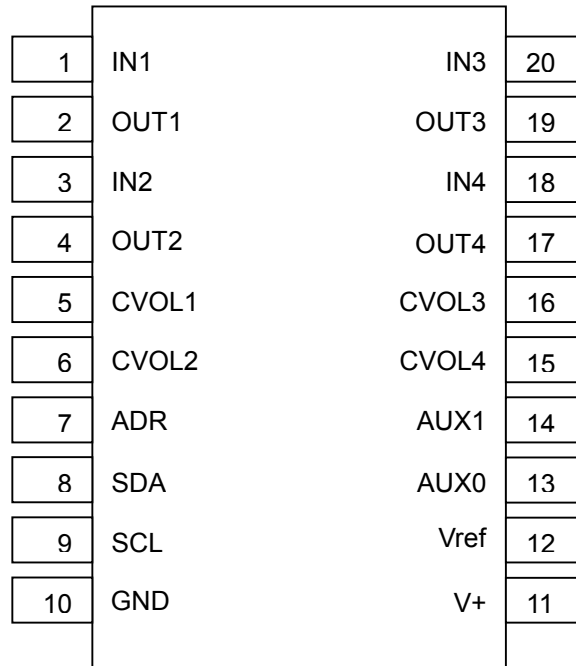 1 IN1 IN3 20
2 OUT1 OUT3 19
3 IN2 IN4 18
4 OUT2 OUT4 17
5 CVOL1 CVOL3 16
6 CVOL2 CVOL4 15
7 ADR AUX1 14
8 SDA AUX0 13
9 SCL Vref 12
10 GND V+ 11